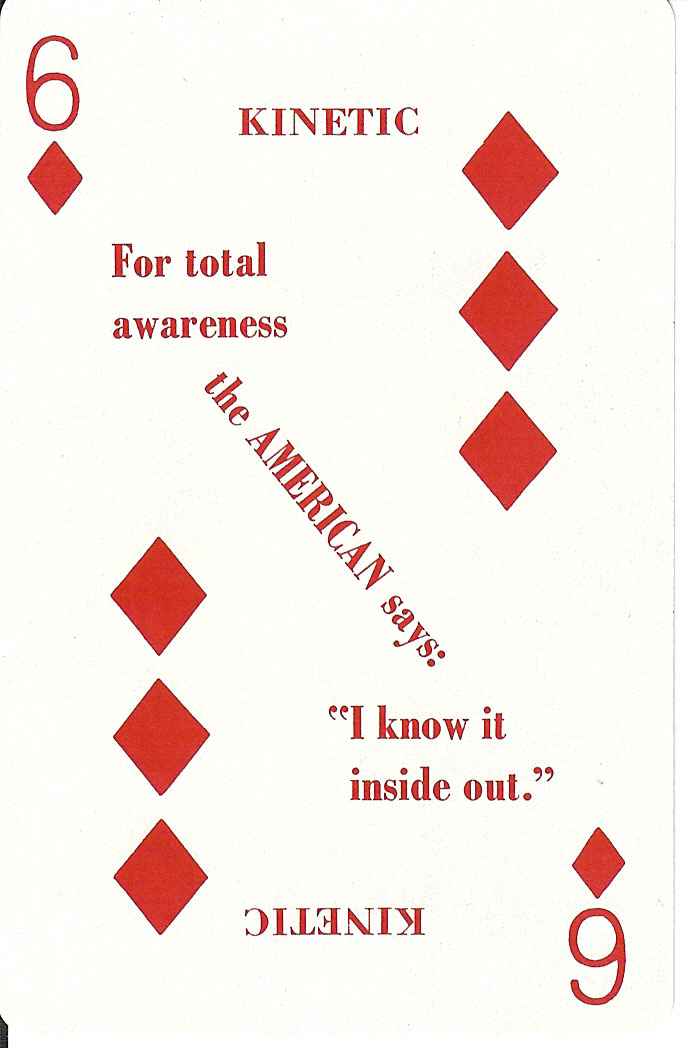 6
KINETIC
For total
awareness
the AMERICAN says:
“I know it
inside out.”
KINETIC
6